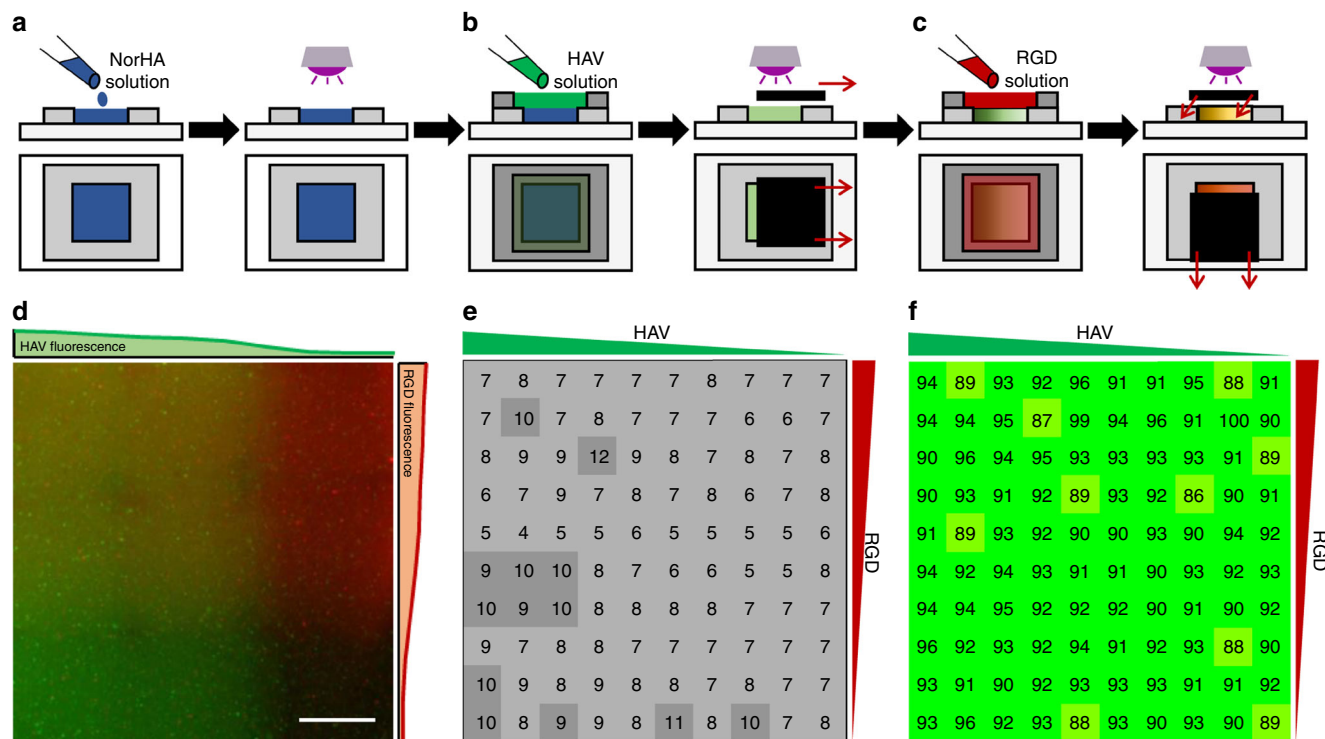 a
NorHA
solution
b
HAV
solution
c
RGD
solution
d
HAV fluorescence
RGD fluorescence
e
HAV
7 8 7 7 7 7 8 7 7 7
7 10 7 8 7 7 7 6 6 7
8 9 9 12 9 8 7 8 7 8
6 7 9 7 8 7 8 6 7 8
5 4 5 5 6 5 5 5 5 6
9 10 10 8 7 6 6 5 5 8
10 9 10 8 8 8 8 7 7 7
9 7 8 8 7 7 7 7 7 7
10 9 8 9 8 8 7 8 7 7
10 8 9 9 8 11 8 10 7 8
RGD
f
HAV
94 89 93 92 96 91 91 95 88 91
94 94 95 87 99 94 96 91 100 90
90 96 94 95 93 93 93 93 91 89
90 93 91 92 89 93 92 86 90 91
91 89 93 92 90 90 93 90 94 92
94 92 94 93 91 91 90 93 92 93
94 94 95 92 92 92 90 91 90 92
96 92 93 92 94 91 92 93 88 90
93 91 90 92 93 93 93 91 91 92
93 96 92 93 88 93 90 93 90 89
RGD